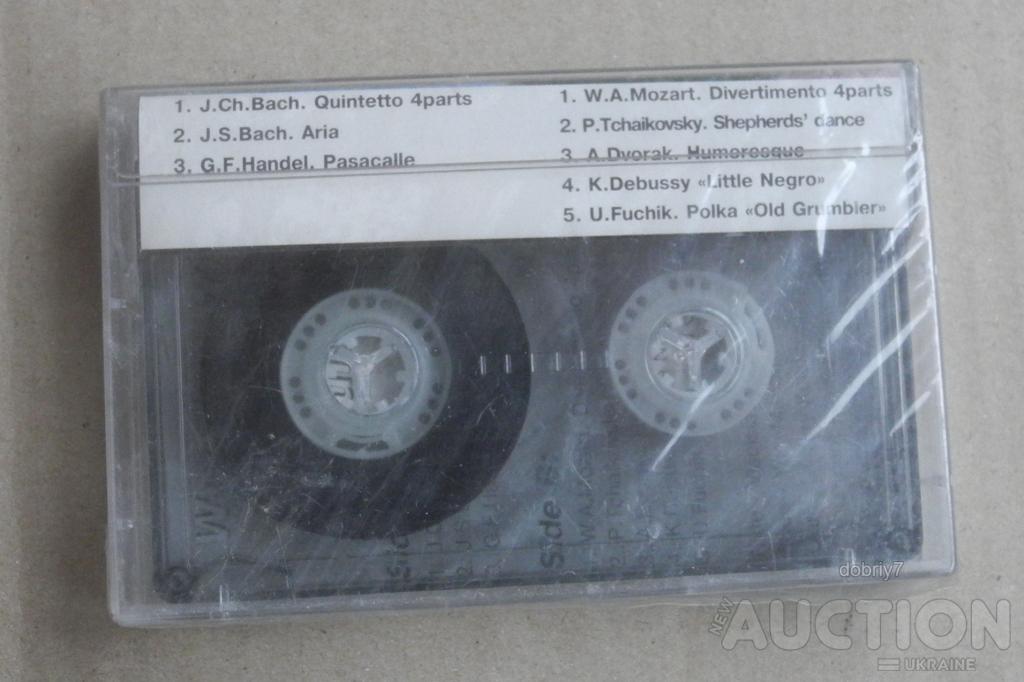 1. J.Ch.Bach. Quintetto 4parts
2. J.S.Bach. Aria
3. G.F.Handel. Pasacalle
1. W.A.Mozart. Divertimento 4parts
2. P.Tchaikovsky. Shepherds' dance
3. A.Dvorak. Humoresque
4. K.Debussy «Little Negro»
5. U.Fuchik. Polka «Old Grumbler»
Side
Side B:
dobriy7
NEW AUCTION
UKRAINE